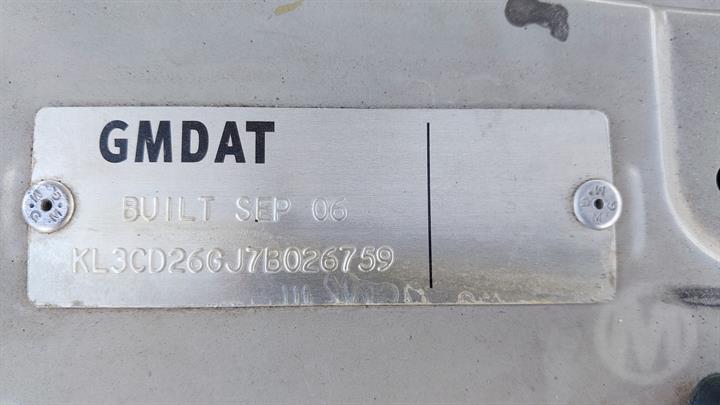 GMDAT
BUILT SEP 06
KL3CD26GJ7B026759